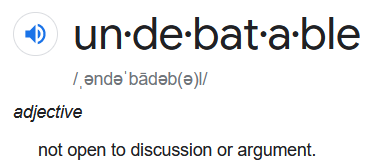 un·de·bat·a·ble
/ˌəndəˈbādəb(ə)l/
adjective
not open to discussion or argument.